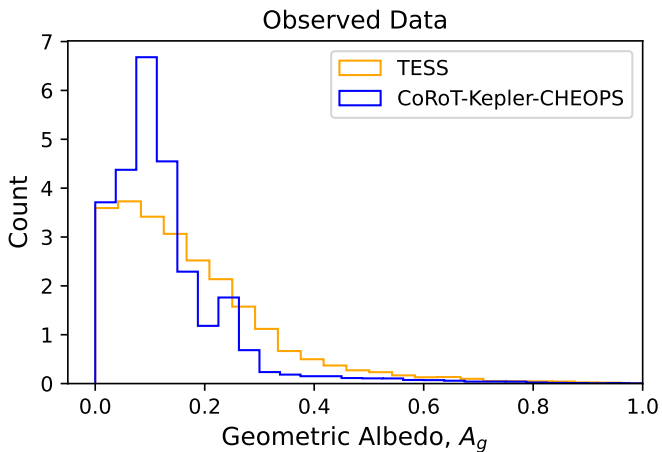 Observed Data
TESS
CoRoT-Kepler-CHEOPS
Count
7
6
5
4
3
2
1
0
0.0 0.2 0.4 0.6 0.8 1.0
Geometric Albedo, A_g